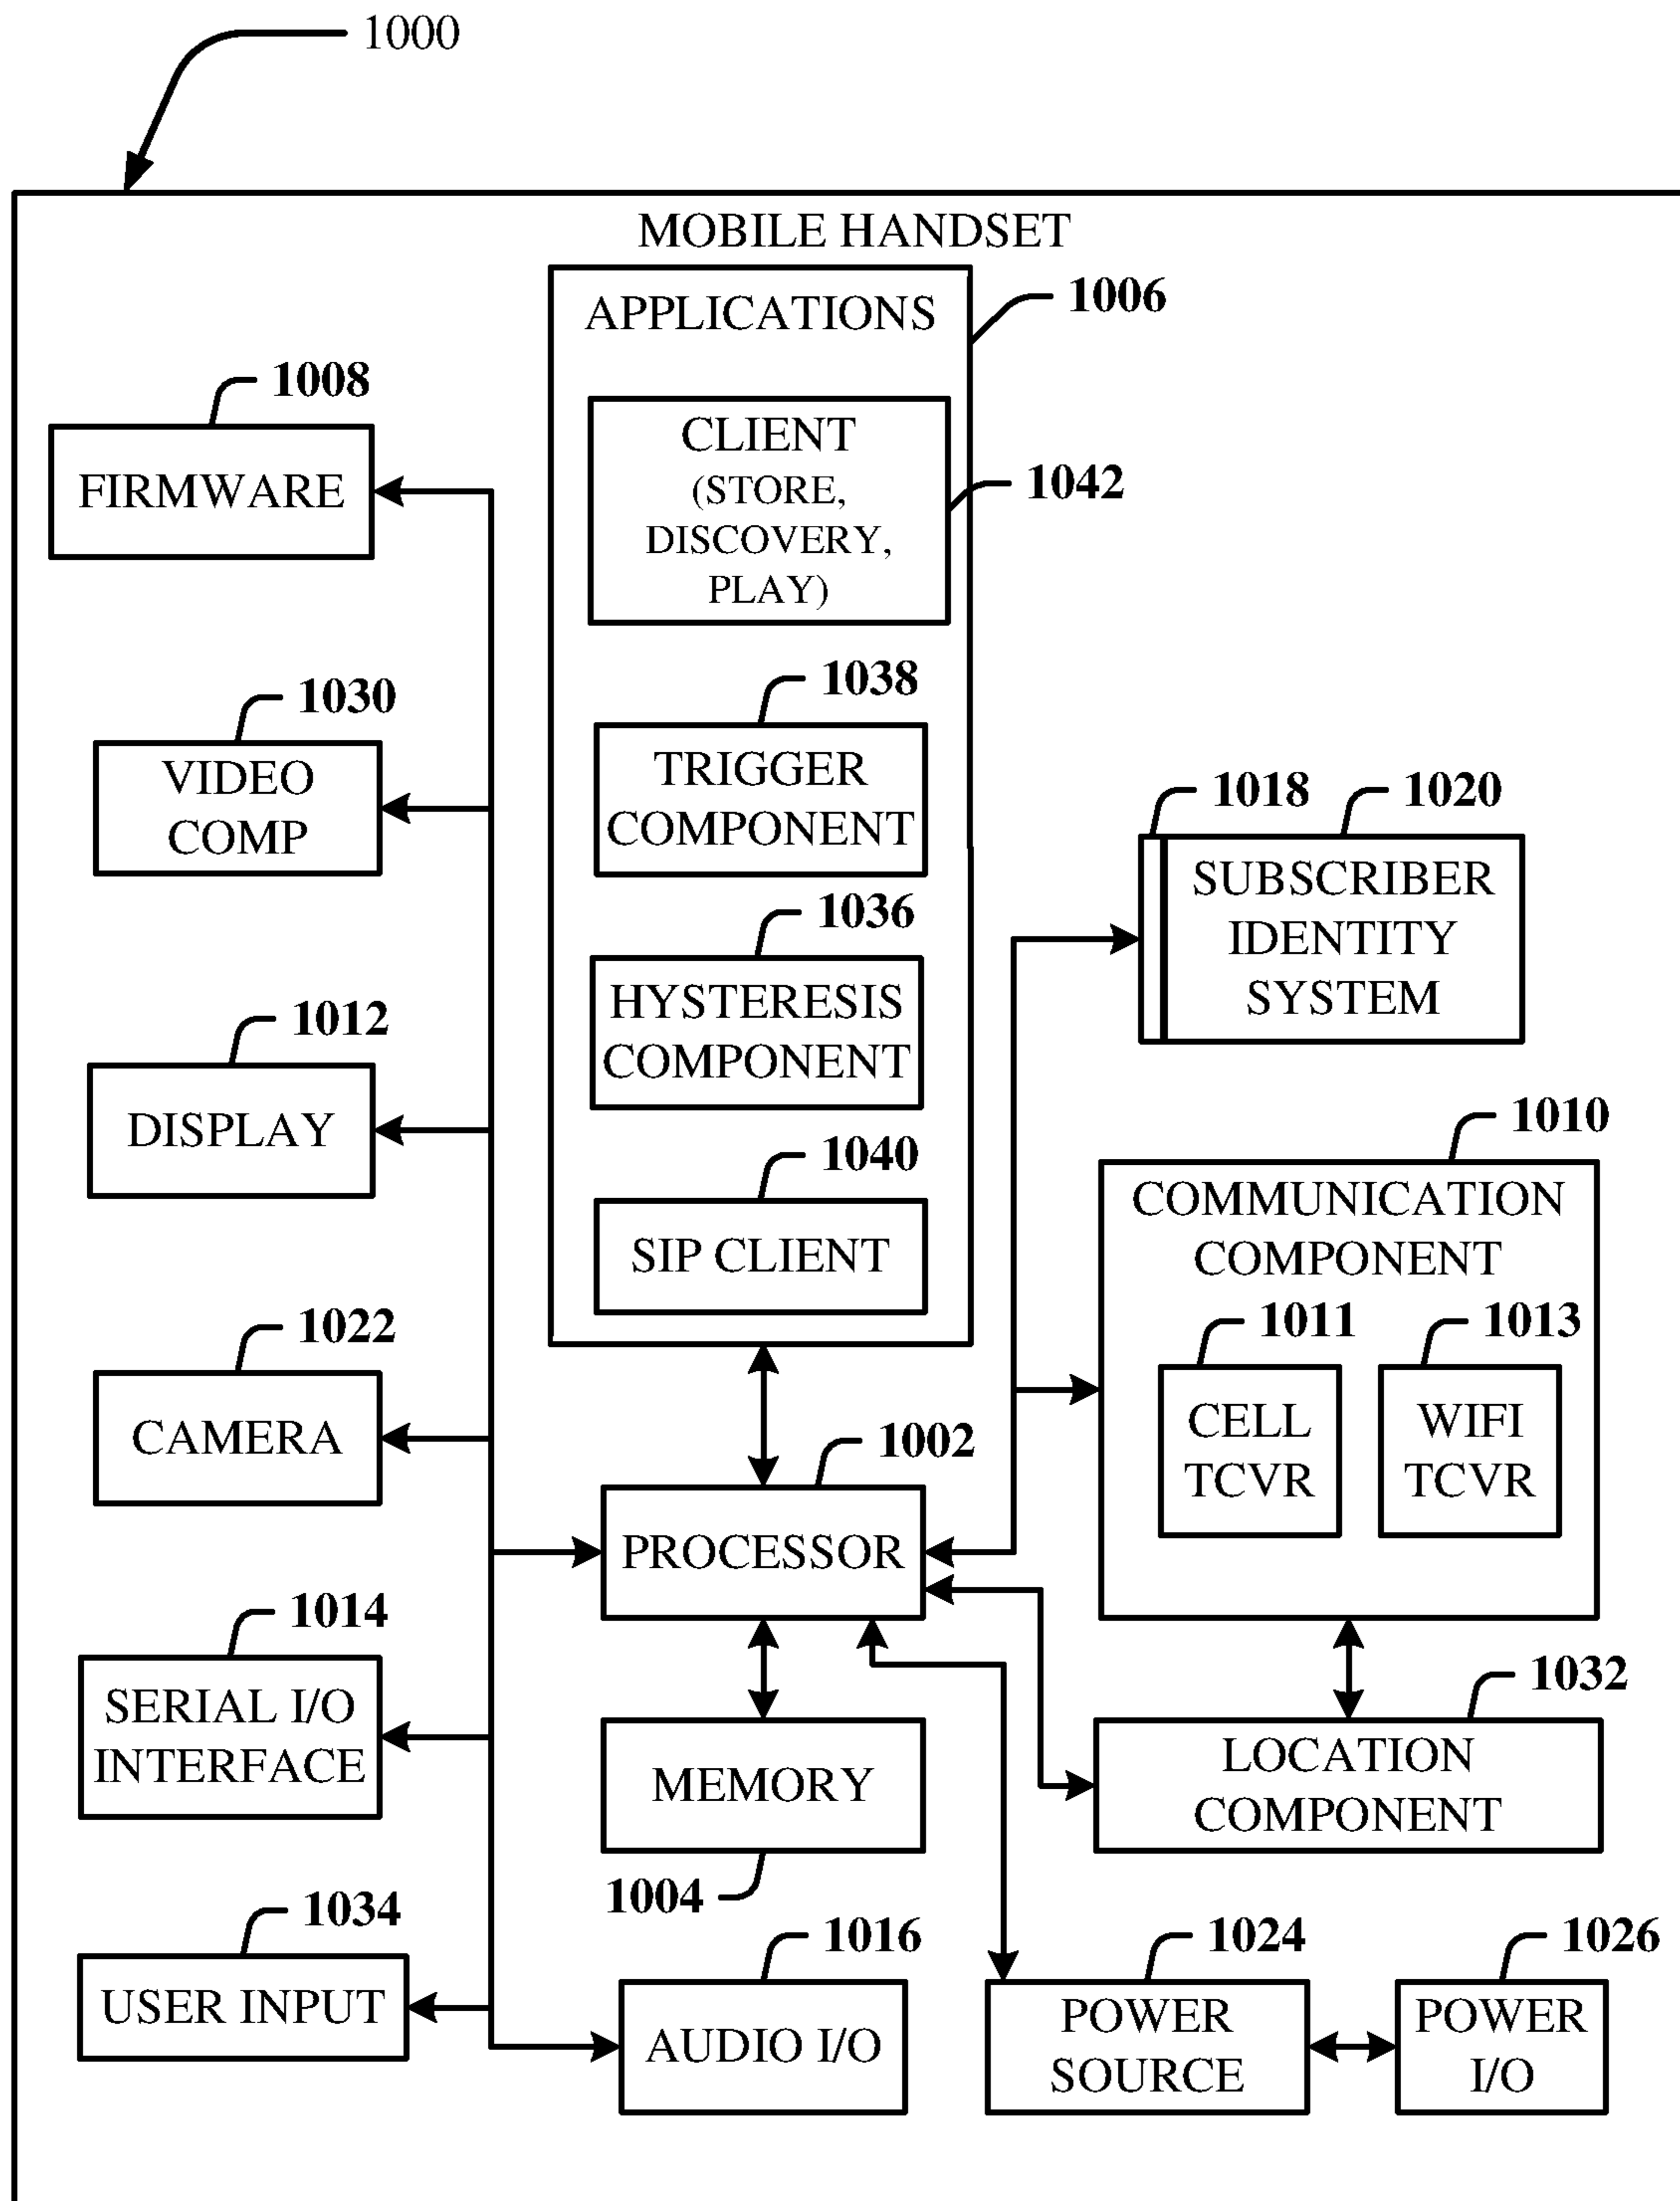 1000
MOBILE HANDSET
APPLICATIONS
1006
1008
FIRMWARE
CLIENT
(STORE,
DISCOVERY,
PLAY)
1042
1030
VIDEO
COMP
1038
TRIGGER
COMPONENT
1018
1020
SUBSCRIBER
IDENTITY
SYSTEM
1036
HYSTERESIS
COMPONENT
1012
DISPLAY
1040
SIP CLIENT
1010
COMMUNICATION
COMPONENT
1011
CELL
TCVR
1013
WIFI
TCVR
1022
CAMERA
1002
PROCESSOR
1014
SERIAL I/O
INTERFACE
MEMORY
1004
1032
LOCATION
COMPONENT
1034
USER INPUT
1016
AUDIO I/O
1024
POWER
SOURCE
1026
POWER
I/O